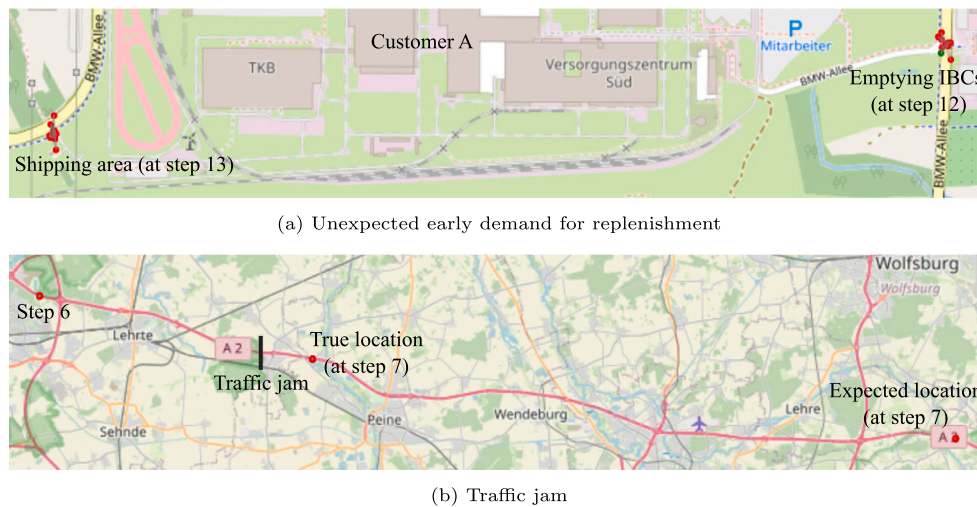 BMW-Allee
TKB
Customer A
Versorgungszentrum
Süd
P
Mitarbeiter
BMW-Allee
Emptying IBCs
(at step 12)
BMW-Allee
Shipping area (at step 13)
(a) Unexpected early demand for replenishment
Wolfsburg
Wolfsburg
Step 6
Lehrte
A 2
Traffic jam
True location
(at step 7)
Peine
Sehnde
Wendeburg
Lehre
Expected location
(at step 7)
A 2
(b) Traffic jam